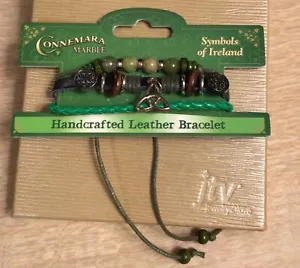 CONNEMARA
MARBLE
Symbols
of Ireland
Handcrafted Leather Bracelet
jtv